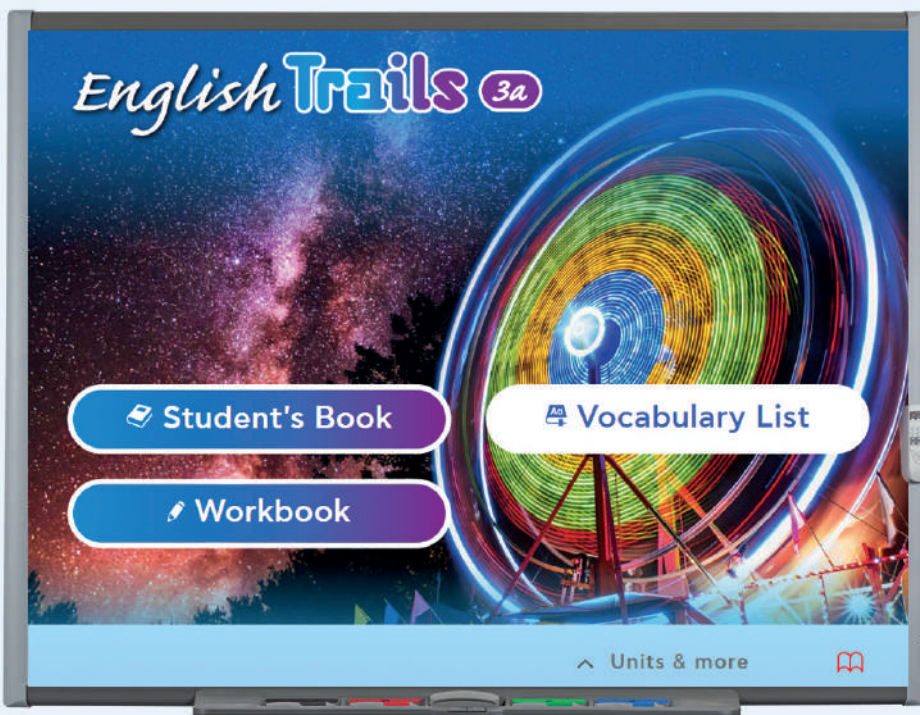 English Trails 3a
Student's Book
Vocabulary List
Workbook
Units & more